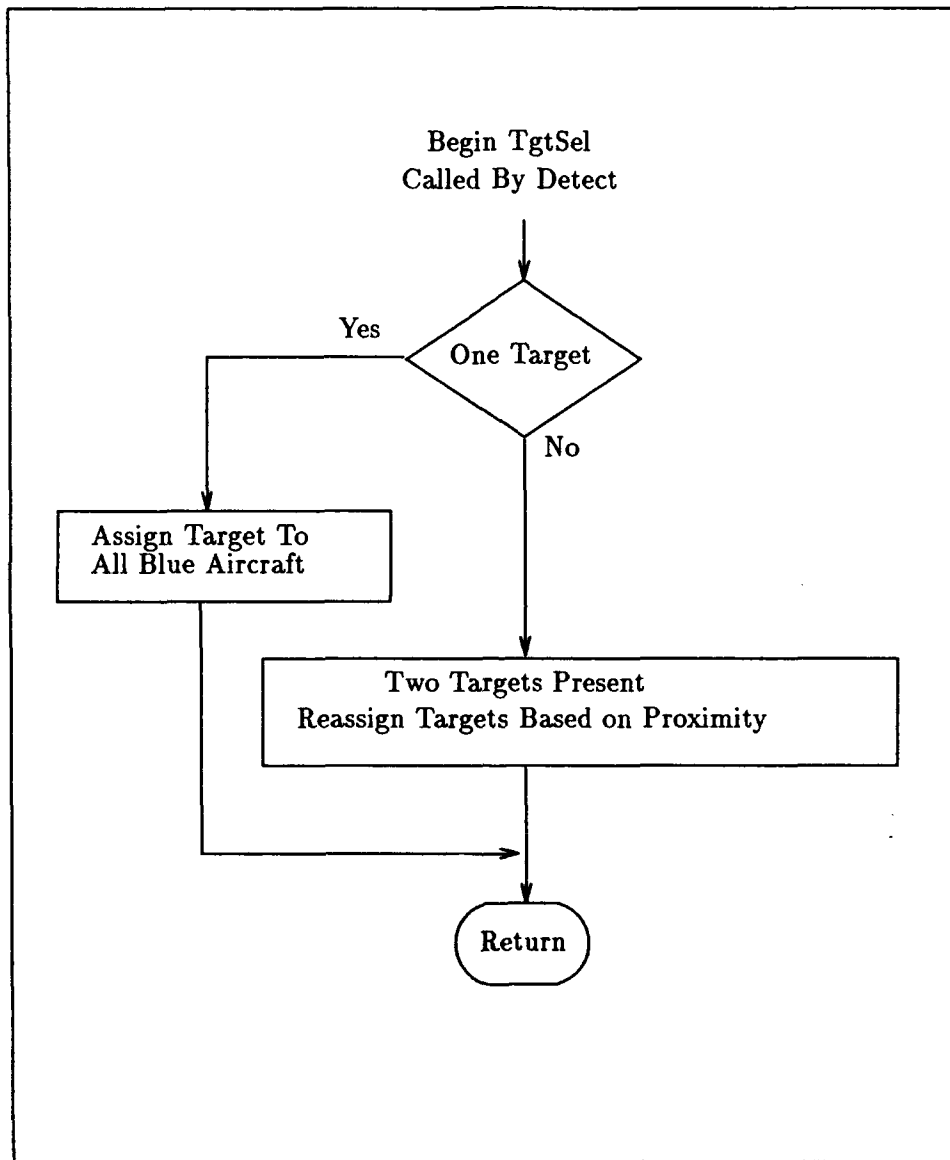 Begin TgtSel
Called By Detect
Yes
One Target
No
Assign Target To
All Blue Aircraft
Two Targets Present
Reassign Targets Based on Proximity
Return